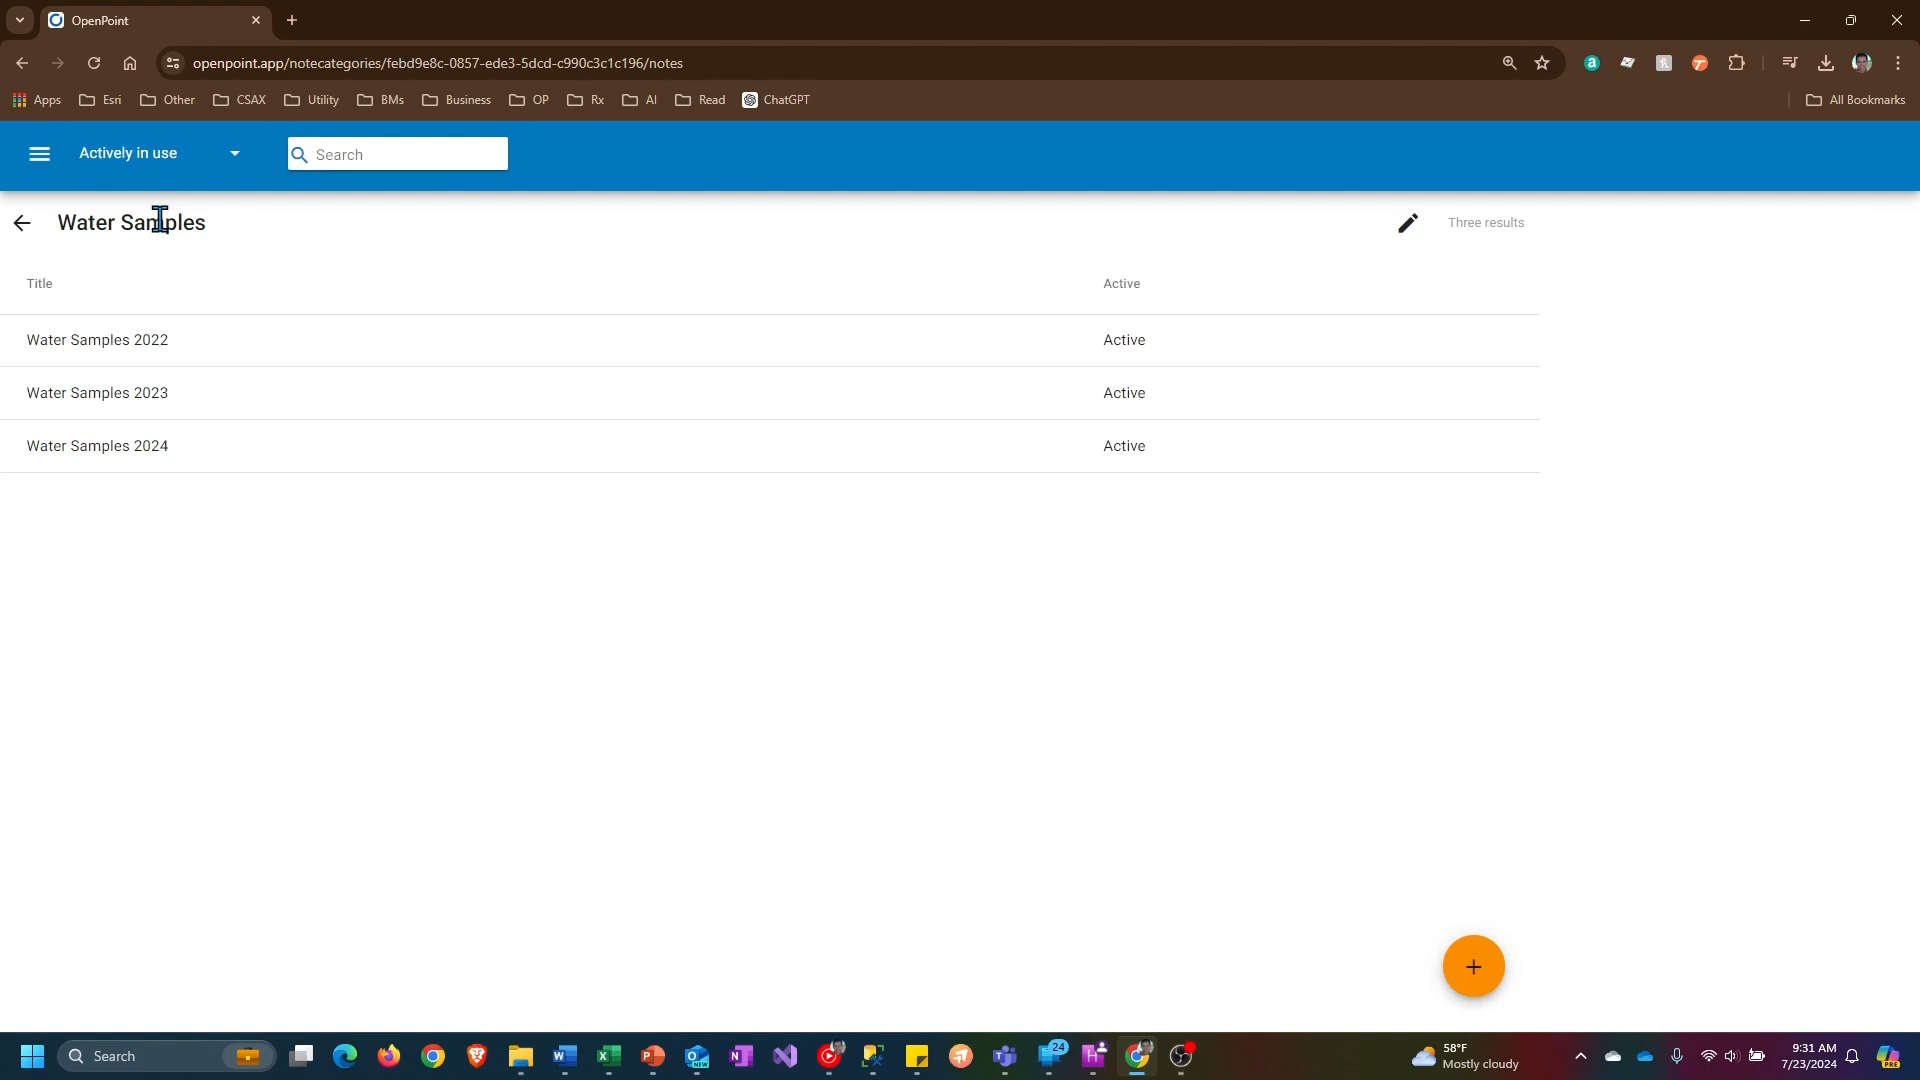 OpenPoint
openpoint.app/notecategories/febd9e8c-0857-ede3-5dcd-c990c3c1c196/notes
Apps Esri Other CSAX Utility BMs Business OP Rx AI Read ChatGPT All Bookmarks
Actively in use Search
Water Samples Three results
Title Active
Water Samples 2022 Active
Water Samples 2023 Active
Water Samples 2024 Active
+
Search 24 58°F 9:31 AM
Mostly cloudy 7/23/2024